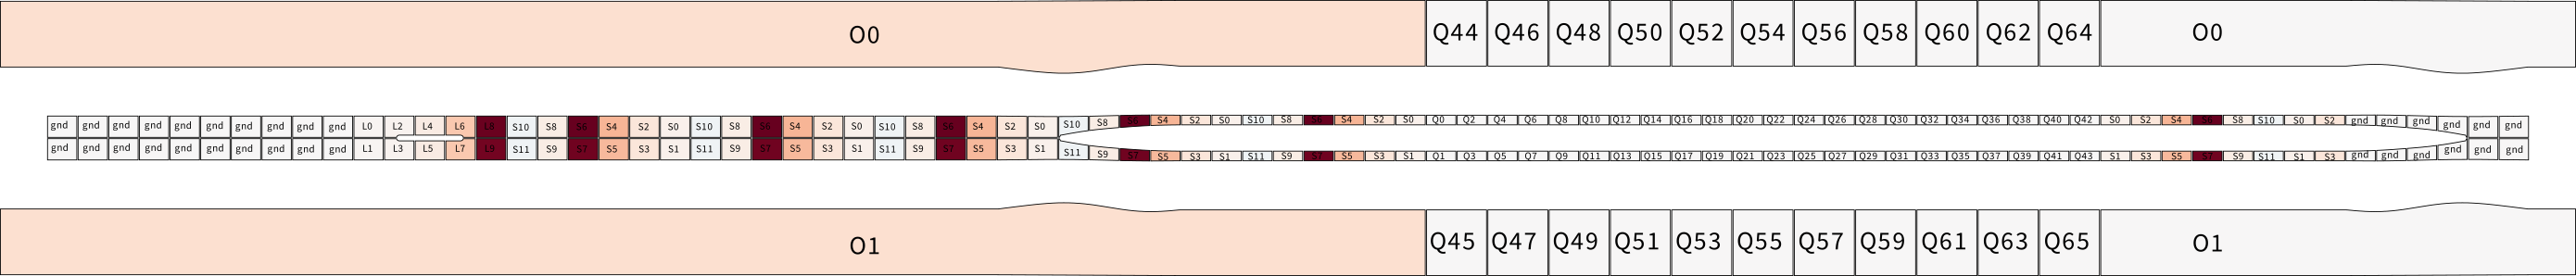 O0 Q44 Q46 Q48 Q50 Q52 Q54 Q56 Q58 Q60 Q62 Q64 O0
gnd gnd gnd gnd gnd gnd gnd gnd gnd gnd L0 L2 L4 L6 L8 S10 S8 S6 S4 S2 S0 S10 S8 S6 S4 S2 S0 S10 S8 S6 S4 S2 S0 S10 S8 S6 S4 S2 S0 S10 S8 S6 S4 S2 S0 Q0 Q2 Q4 Q6 Q8 Q10 Q12 Q14 Q16 Q18 Q20 Q22 Q24 Q26 Q28 Q30 Q32 Q34 Q36 Q38 Q40 Q42 S0 S2 S4 S6 S8 S10 S0 S2 gnd gnd gnd gnd gnd gnd
gnd gnd gnd gnd gnd gnd gnd gnd gnd gnd L1 L3 L5 L7 L9 S11 S9 S7 S5 S3 S1 S11 S9 S7 S5 S3 S1 S11 S9 S7 S5 S3 S1 S11 S9 S7 S5 S3 S1 S11 S9 S7 S5 S3 S1 Q1 Q3 Q5 Q7 Q9 Q11 Q13 Q15 Q17 Q19 Q21 Q23 Q25 Q27 Q29 Q31 Q33 Q35 Q37 Q39 Q41 Q43 S1 S3 S5 S7 S9 S11 S1 S3 gnd gnd gnd gnd gnd gnd
O1 Q45 Q47 Q49 Q51 Q53 Q55 Q57 Q59 Q61 Q63 Q65 O1